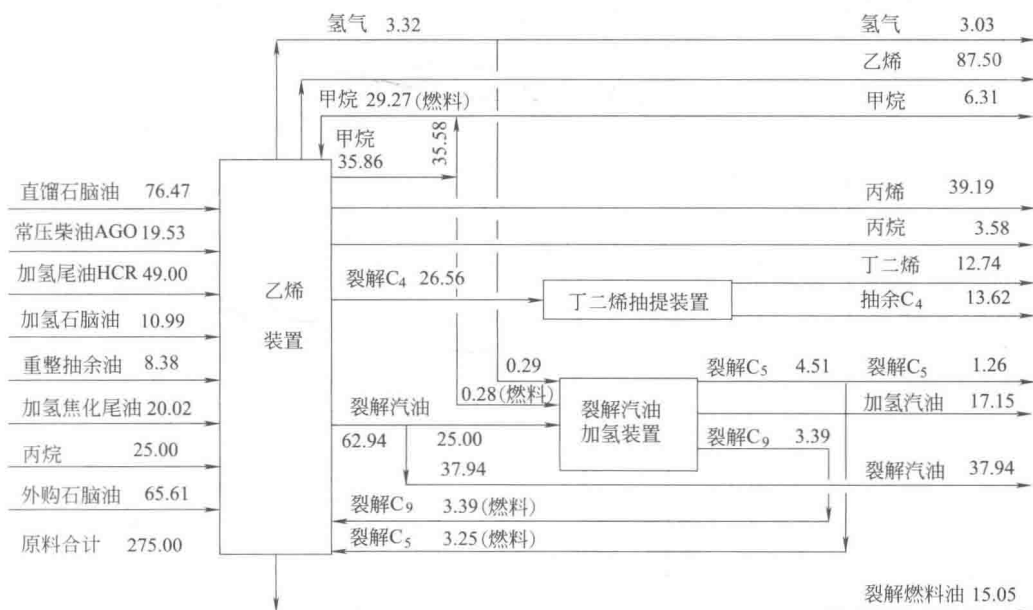 氢气 3.32
氢气 3.03
乙烯 87.50
甲烷 29.27(燃料)
甲烷 6.31
甲烷
35.86
35.58
直馏石脑油 76.47
丙烯 39.19
常压柴油AGO 19.53
丙烷 3.58
加氢尾油HCR 49.00
裂解C₄ 26.56
丁二烯 12.74
乙烯
装置
丁二烯抽提装置
抽余C₄ 13.62
加氢石脑油 10.99
重整抽余油 8.38
0.29
裂解C₅ 4.51
裂解C₅ 1.26
0.28(燃料)
加氢焦化尾油 20.02
裂解汽油
62.94
25.00
裂解汽油
加氢装置
加氢汽油 17.15
裂解C₉ 3.39
丙烷 25.00
37.94
裂解汽油 37.94
外购石脑油 65.61
裂解C₉ 3.39(燃料)
原料合计 275.00
裂解C₅ 3.25(燃料)
裂解燃料油 15.05